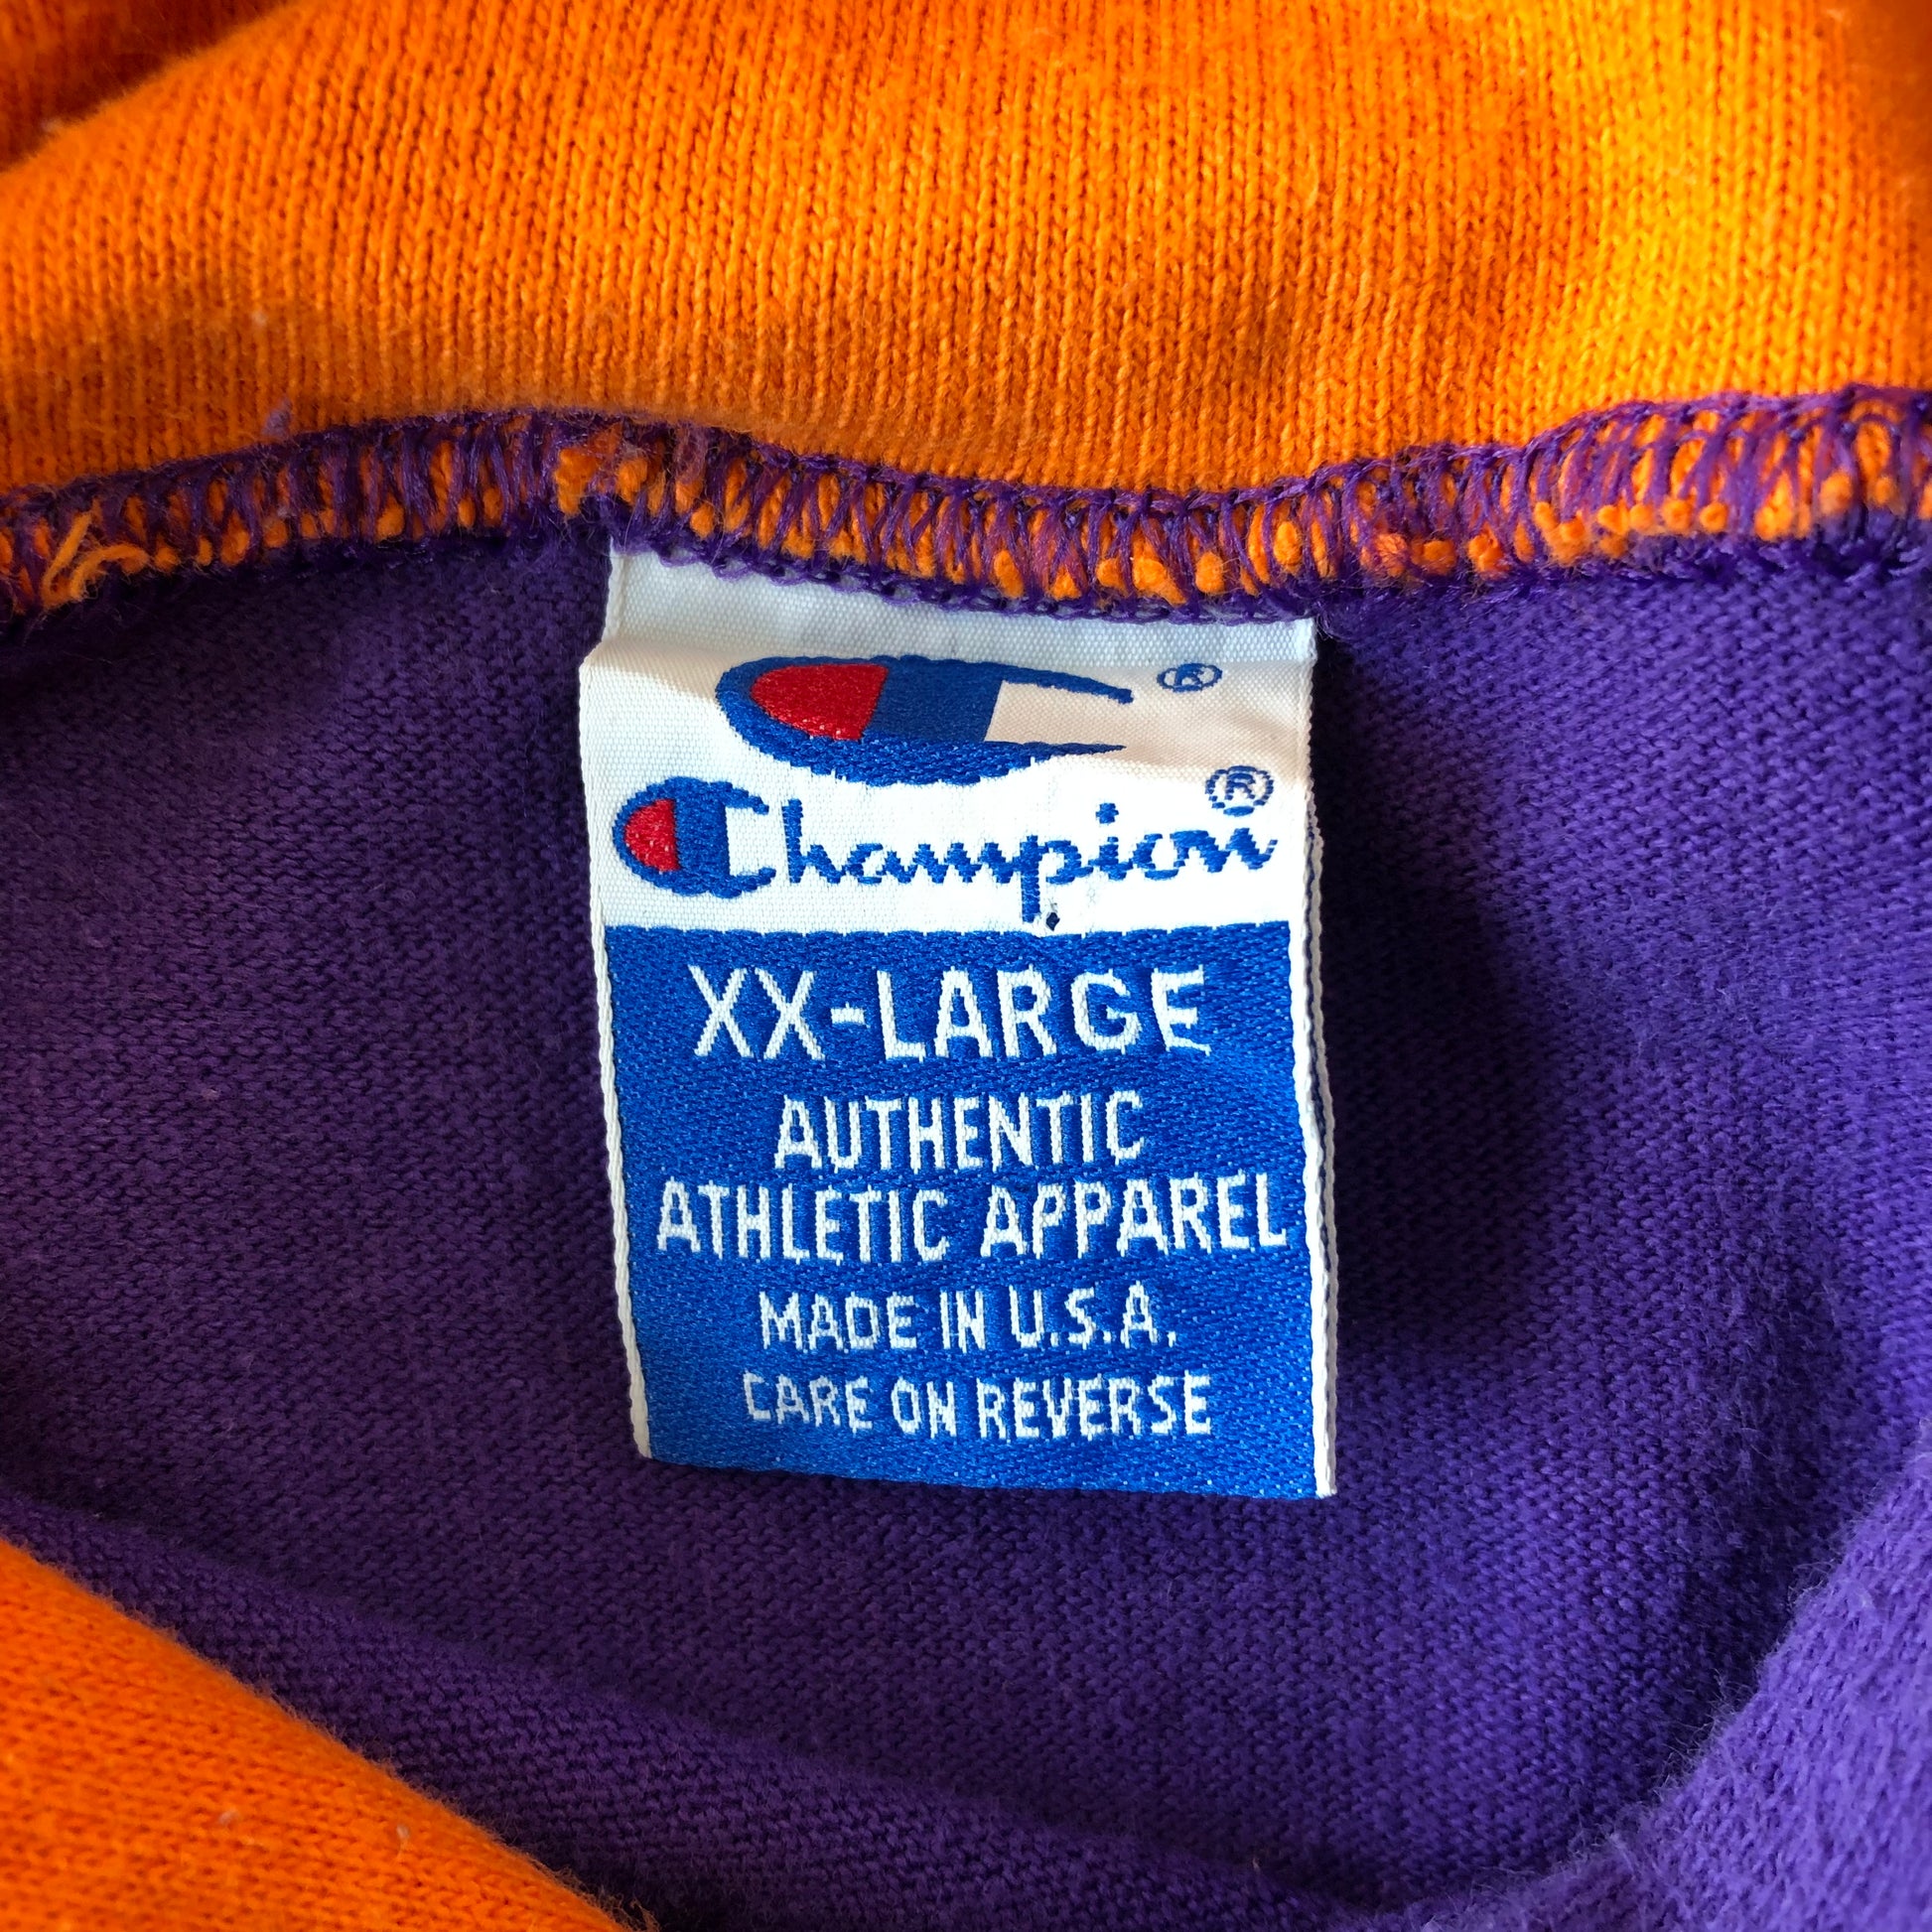 ®
Champion®
XX-LARGE
AUTHENTIC
ATHLETIC APPAREL
MADE IN U.S.A.
CARE ON REVERSE